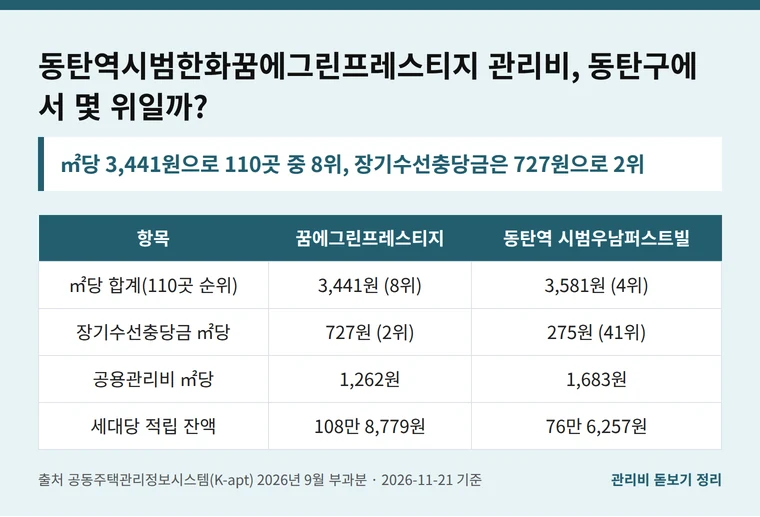 동탄역시범한화꿈에그린프레스티지 관리비, 동탄구에
서 몇 위일까?
㎡당 3,441원으로 110곳 중 8위, 장기수선충당금은 727원으로 2위
항목 꿈에그린프레스티지 동탄역 시범우남퍼스트빌
㎡당 합계(110곳 순위) 3,441원 (8위) 3,581원 (4위)
장기수선충당금 ㎡당 727원 (2위) 275원 (41위)
공용관리비 ㎡당 1,262원 1,683원
세대당 적립 잔액 108만 8,779원 76만 6,257원
출처 공동주택관리정보시스템(K-apt) 2026년 9월 부과분 · 2026-11-21 기준 관리비 돋보기 정리